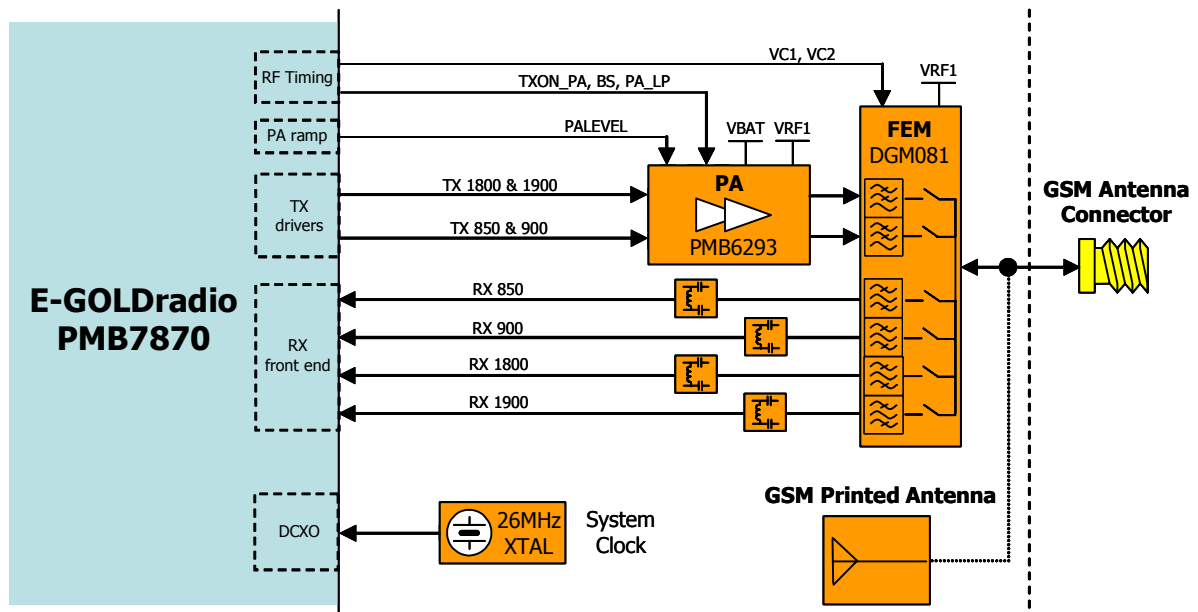 RF Timing
VC1, VC2
VRF1
TXON_PA, BS, PA_LP
PA ramp
PALEVEL
VBAT
VRF1
FEM
DGM081
TX
drivers
TX 1800 & 1900
TX 850 & 900
PA
PMB6293
GSM Antenna
Connector
E-GOLDradio
PMB7870
RX
front end
RX 850
RX 900
RX 1800
RX 1900
DCXO
26MHz
XTAL
System
Clock
GSM Printed Antenna